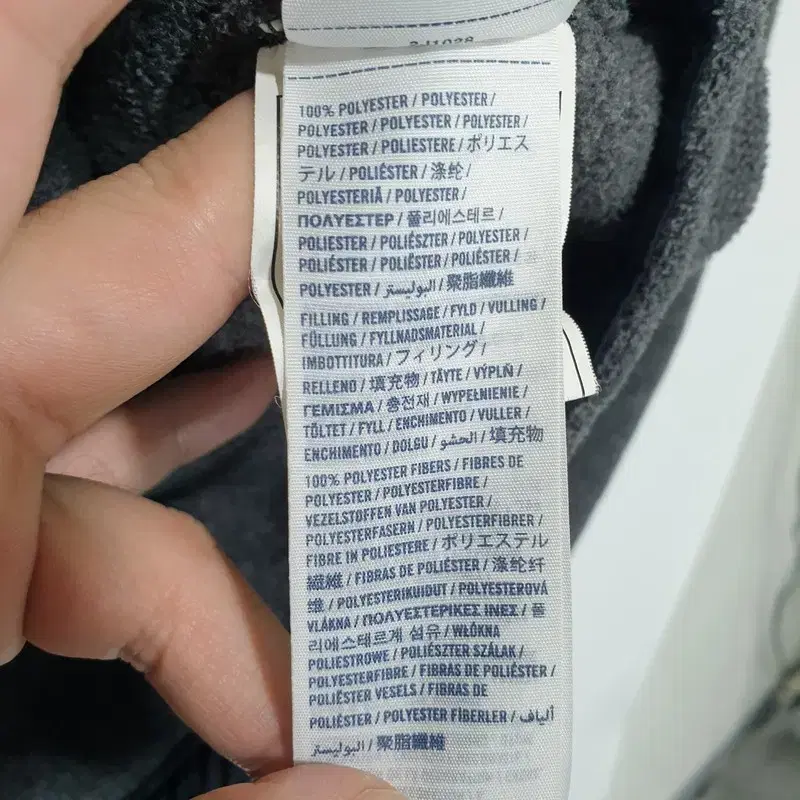 100% POLYESTER / POLYESTER /
POLYESTER / POLYESTER / POLYESTER /
POLYESTER / POLIESTERE / ポリエス
テル / POLIÉSTER / 涤纶 /
POLYESTERIÄ / POLYESTER /
ΠΟΛΥΕΣΤΕΡ / 폴리에스테르 /
POLIESTER / POLIÉSZTER / POLYESTER /
POLIÉSTER / POLIÉSTER / POLIÉSTER /
POLYESTER / البوليستر / 聚脂纖維
FILLING / REMPLISSAGE / FYLD / VULLING /
FÜLLUNG / FYLLNADSMATERIAL /
IMBOTTITURA / フィリング /
RELLENO / 填充物 / TÄYTE / VÝPLŇ /
ΓΕΜΙΣΜΑ / 충전재 / WYPEŁNIENIE /
TÖLTET / FYLL / ENCHIMENTO / VULLER /
ENCHIMENTO / DOLGU / الحشو / 填充物
100% POLYESTER FIBERS / FIBRES DE
POLYESTER / POLYESTERFIBRE /
VEZELSTOFFEN VAN POLYESTER /
POLYESTERFASERN / POLYESTERFIBRER /
FIBRE IN POLIESTERE / ポリエステル
繊維 / FIBRAS DE POLIÉSTER / 涤纶纤
维 / POLYESTERIKUIDUT / POLYESTEROVÁ
VLÁKNA / ΠΟΛΥΕΣΤΕΡΙΚΕΣ ΙΝΕΣ / 폴
리에스테르계 섬유 / WŁÓKNA
POLIESTROWE / POLIÉSZTER SZÁLAK /
POLYESTERFIBRE / FIBRAS DE POLIÉSTER /
POLIÉSTER VESELS / FIBRAS DE
POLIÉSTER / POLYESTER FİBERLER / ألياف
البوليستر / 聚脂纖維